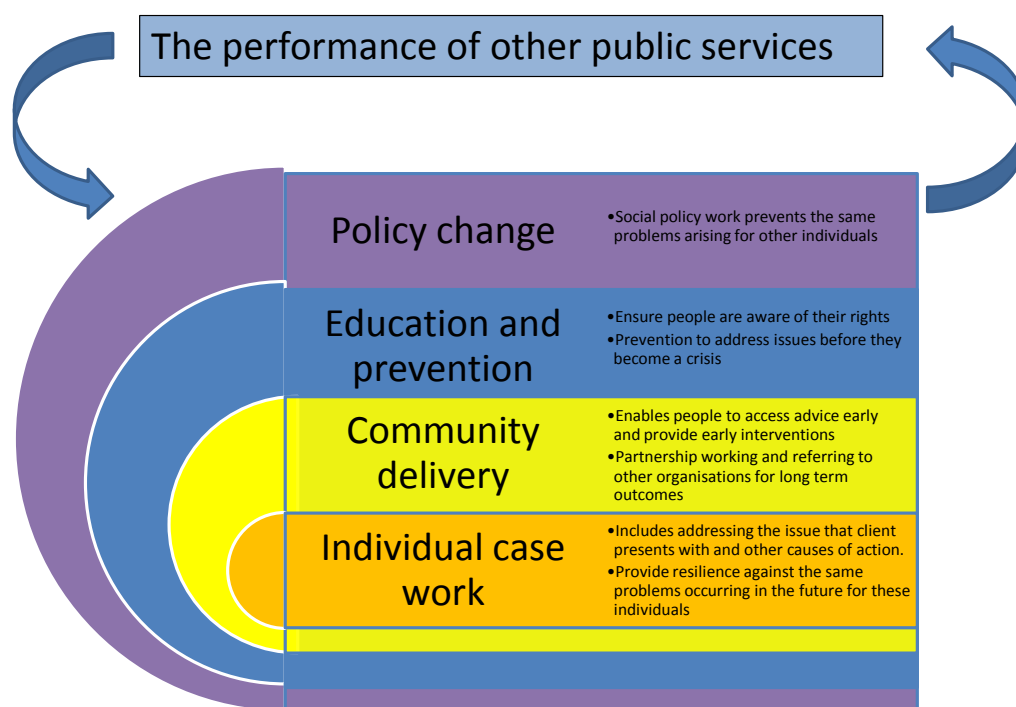 The performance of other public services
Policy change
•Social policy work prevents the same
problems arising for other individuals
Education and
prevention
•Ensure people are aware of their rights
•Prevention to address issues before they
become a crisis
Community
delivery
•Enables people to access advice early
and provide early interventions
•Partnership working and referring to
other organisations for long term
outcomes
Individual case
work
•Includes addressing the issue that client
presents with and other causes of action.
•Provide resilience against the same
problems occurring in the future for these
individuals